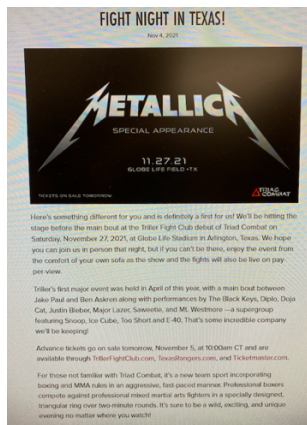 FIGHT NIGHT IN TEXAS!
Nov 4, 2021
METALLICA
SPECIAL APPEARANCE
11.27.21
GLOBE LIFE FIELD • TX
TICKETS ON SALE TOMORROW
TRIAD
COMBAT
Here's something different for you and is definitely a first for us! We'll be hitting the
stage before the main bout at the Triller Fight Club debut of Triad Combat on
Saturday, November 27, 2021, at Globe Life Stadium in Arlington, Texas. We hope
you can join us in person that night, but if you can't be there, enjoy the event from
the comfort of your own sofa as the show and the fights will also be live on pay-
per-view.
Triller's first major event was held in April of this year, with a main bout between
Jake Paul and Ben Askren along with performances by The Black Keys, Diplo, Doja
Cat, Justin Bieber, Major Lazer, Saweetie, and Mt. Westmore —a supergroup
featuring Snoop, Ice Cube, Too Short and E-40. That's some incredible company
we'll be keeping!
Advance tickets go on sale tomorrow, November 5, at 10:00am CT and are
available through TrillerFightClub.com, TexasRangers.com, and Ticketmaster.com.
For those not familiar with Triad Combat, it's a new team sport incorporating
boxing and MMA rules in an aggressive, fast-paced manner. Professional boxers
compete against professional mixed martial arts fighters in a specially designed,
triangular ring over two-minute rounds. It's sure to be a wild, exciting, and unique
evening no matter where you watch!